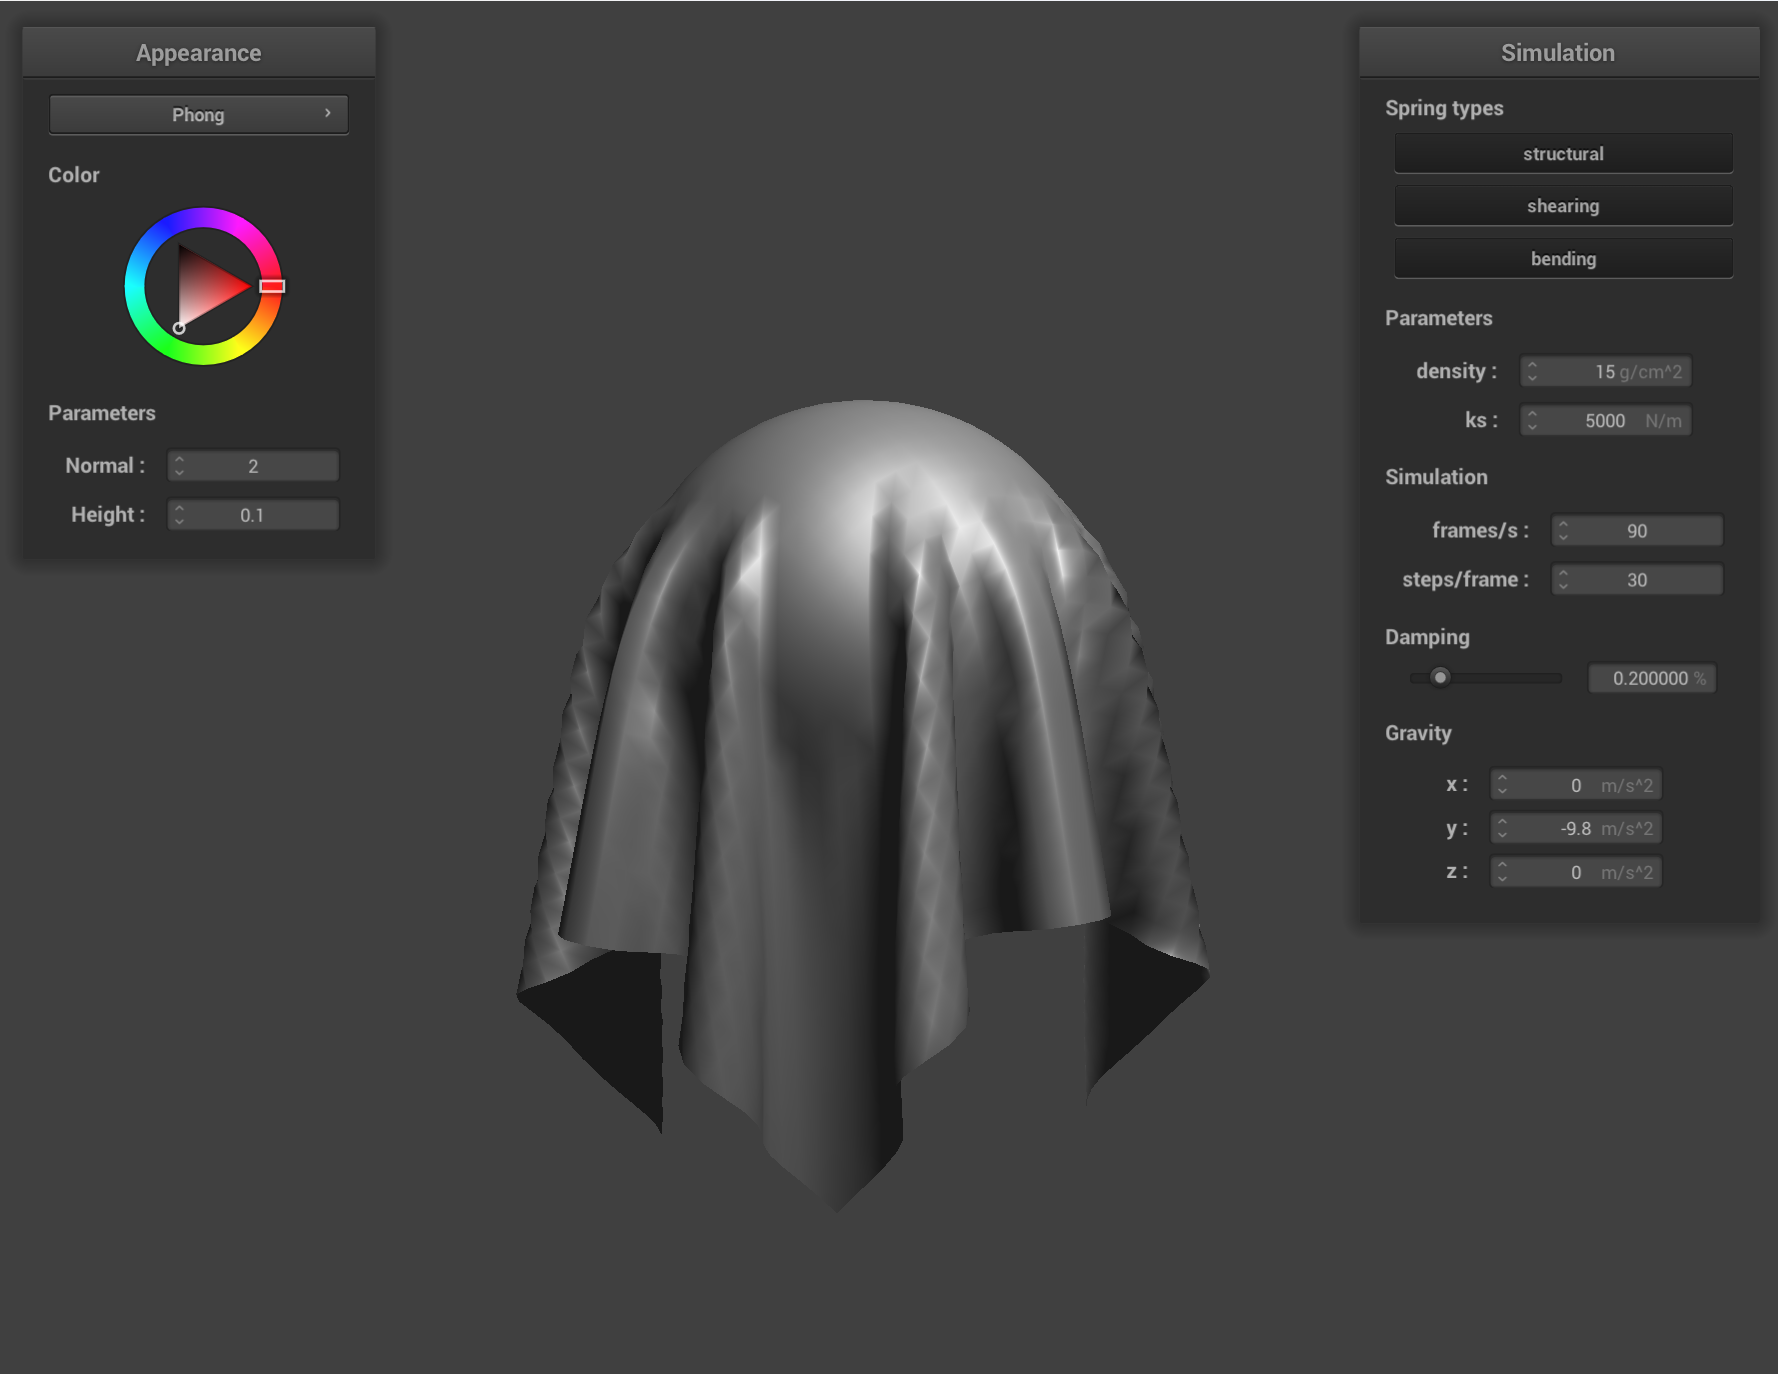 Appearance
Phong
Color
Parameters
Normal : 2
Height : 0.1
Simulation
Spring types
structural
shearing
bending
Parameters
density : 15 g/cm^2
ks : 5000 N/m
Simulation
frames/s : 90
steps/frame : 30
Damping
0.200000 %
Gravity
x : 0 m/s^2
y : -9.8 m/s^2
z : 0 m/s^2